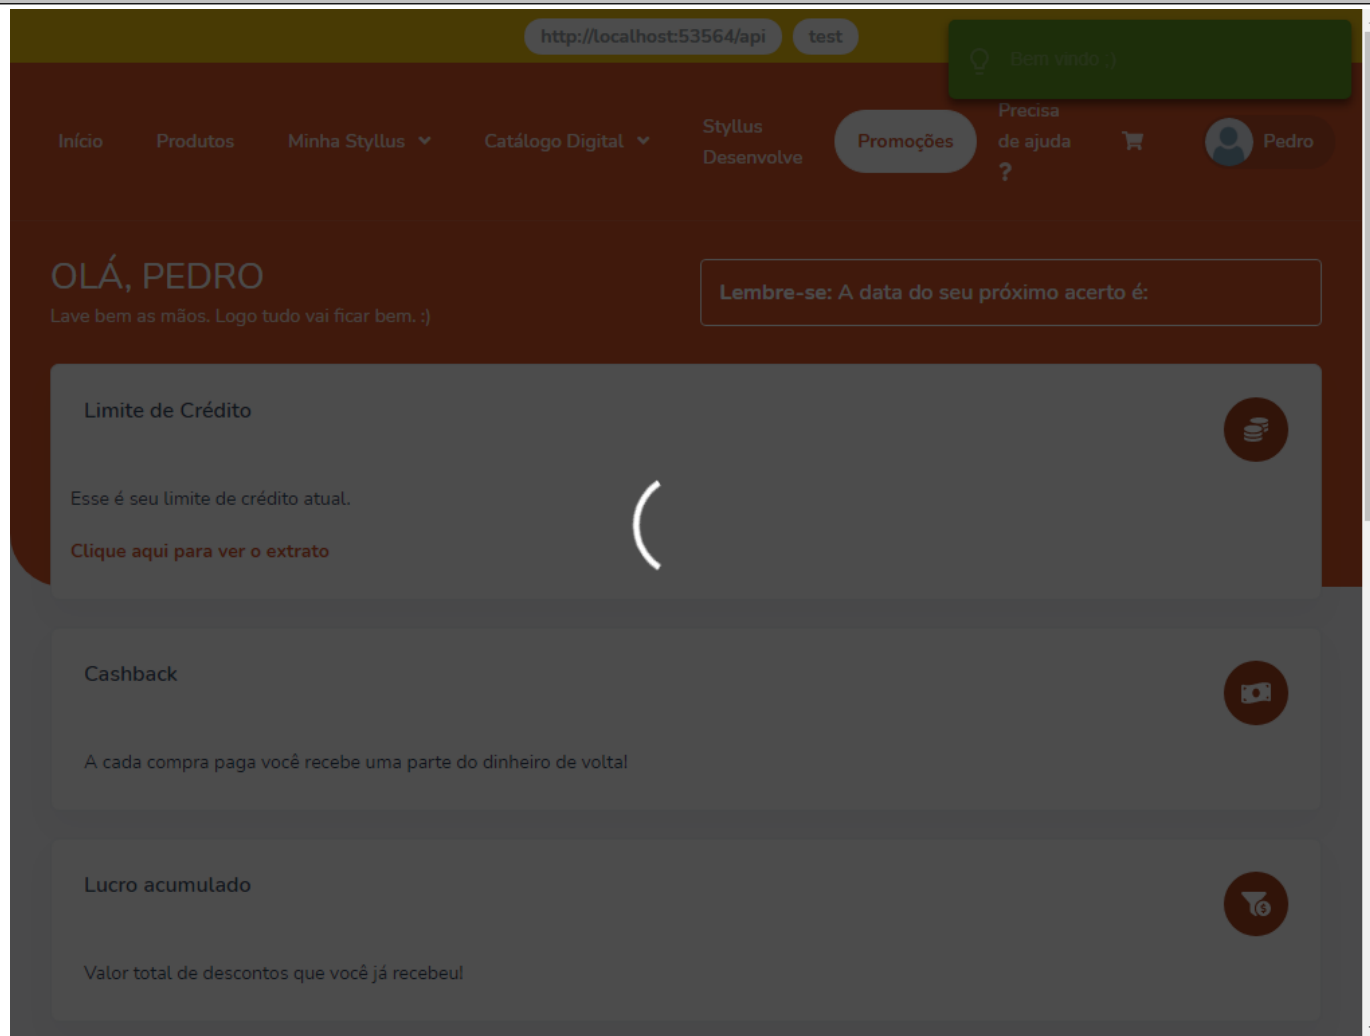 http://localhost:53564/api test
Bem vindo ;)
Início Produtos Minha Styllus Catálogo Digital Styllus Desenvolve Promoções Precisa de ajuda ? Pedro
OLÁ, PEDRO
Lave bem as mãos. Logo tudo vai ficar bem. :)
Lembre-se: A data do seu próximo acerto é:
Limite de Crédito
Esse é seu limite de crédito atual.
Clique aqui para ver o extrato
Cashback
A cada compra paga você recebe uma parte do dinheiro de volta!
Lucro acumulado
Valor total de descontos que você já recebeu!